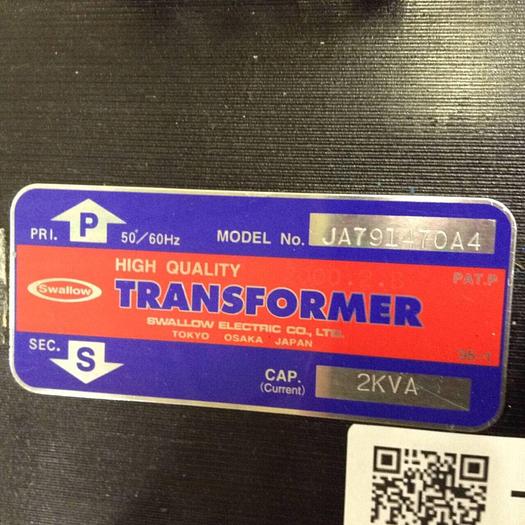 P
PRI. 50/60Hz MODEL No. JA791470A4
HIGH QUALITY PAT.P
Swallow TRANSFORMER
SWALLOW ELECTRIC CO., LTD.
TOKYO OSAKA JAPAN
SEC. S
CAP. 2KVA
(Current)